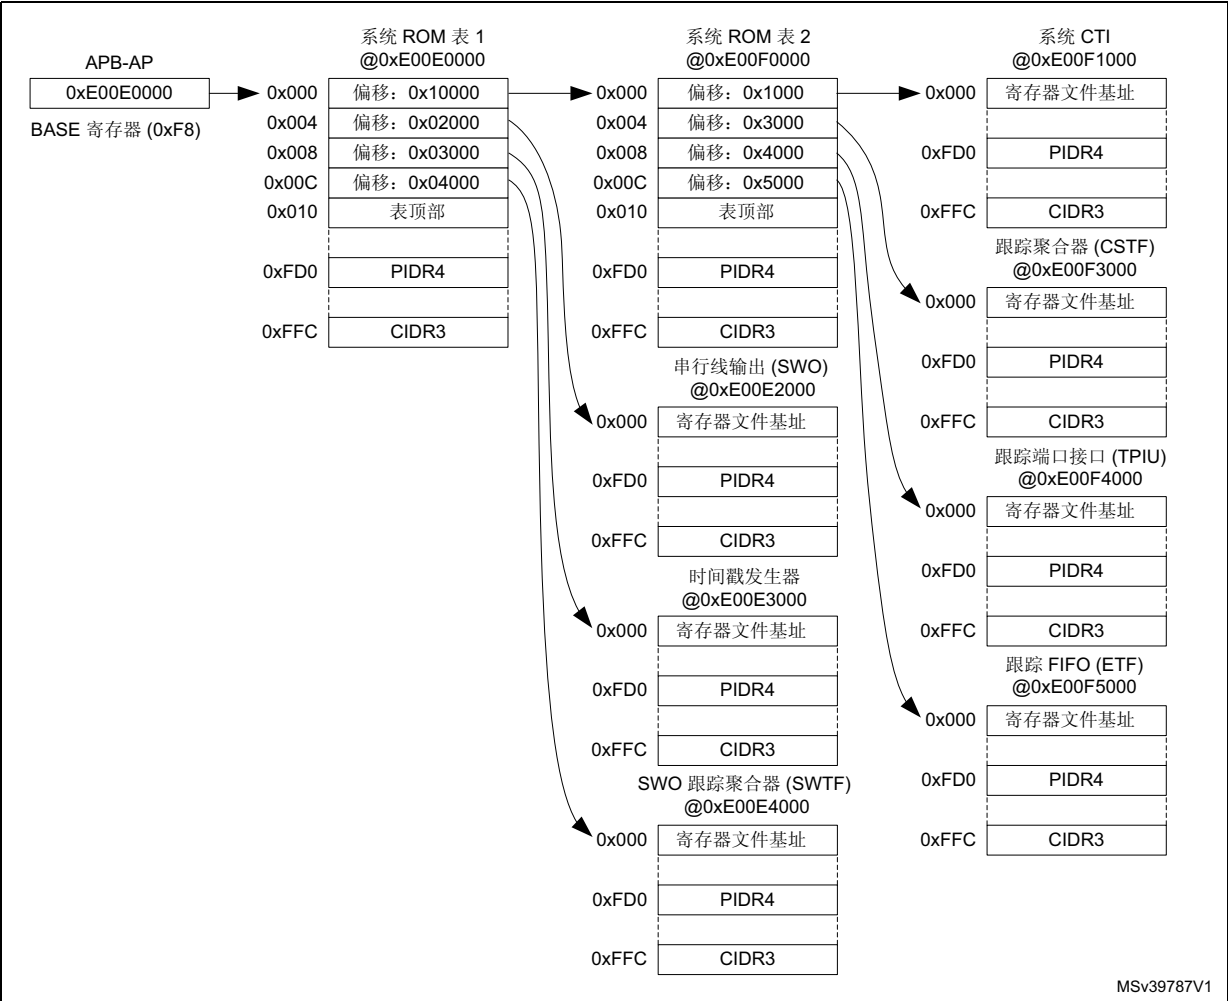 APB-AP
0xE00E0000
BASE 寄存器 (0xF8)
系统 ROM 表 1
@0xE00E0000
0x000 偏移：0x10000
0x004 偏移：0x02000
0x008 偏移：0x03000
0x00C 偏移：0x04000
0x010 表顶部
0xFD0 PIDR4
0xFFC CIDR3
系统 ROM 表 2
@0xE00F0000
0x000 偏移：0x1000
0x004 偏移：0x3000
0x008 偏移：0x4000
0x00C 偏移：0x5000
0x010 表顶部
0xFD0 PIDR4
0xFFC CIDR3
串行线输出 (SWO)
@0xE00E2000
0x000 寄存器文件基址
0xFD0 PIDR4
0xFFC CIDR3
时间戳发生器
@0xE00E3000
0x000 寄存器文件基址
0xFD0 PIDR4
0xFFC CIDR3
SWO 跟踪聚合器 (SWTF)
@0xE00E4000
0x000 寄存器文件基址
0xFD0 PIDR4
0xFFC CIDR3
系统 CTI
@0xE00F1000
0x000 寄存器文件基址
0xFD0 PIDR4
0xFFC CIDR3
跟踪聚合器 (CSTF)
@0xE00F3000
0x000 寄存器文件基址
0xFD0 PIDR4
0xFFC CIDR3
跟踪端口接口 (TPIU)
@0xE00F4000
0x000 寄存器文件基址
0xFD0 PIDR4
0xFFC CIDR3
跟踪 FIFO (ETF)
@0xE00F5000
0x000 寄存器文件基址
0xFD0 PIDR4
0xFFC CIDR3
MSv39787V1